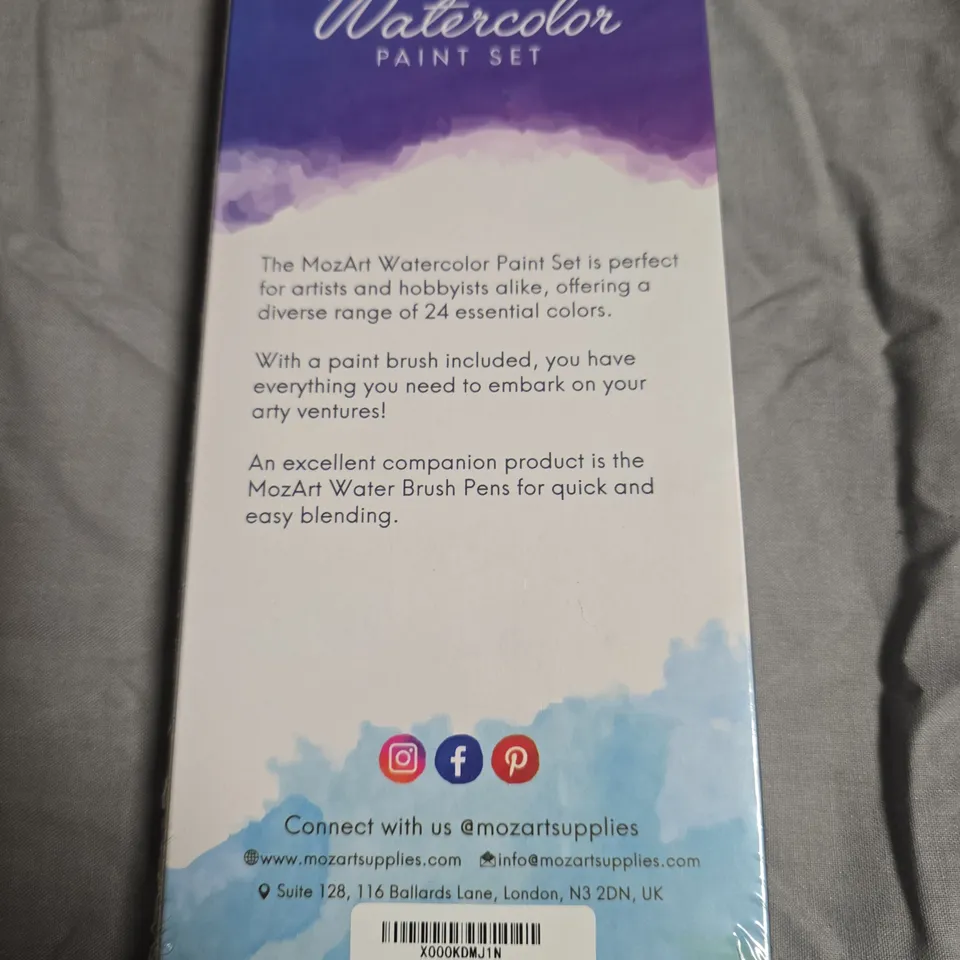 Watercolor
PAINT SET
The MozArt Watercolor Paint Set is perfect
for artists and hobbyists alike, offering a
diverse range of 24 essential colors.
With a paint brush included, you have
everything you need to embark on your
arty ventures!
An excellent companion product is the
MozArt Water Brush Pens for quick and
easy blending.
Connect with us @mozartsupplies
www.mozartsupplies.com info@mozartsupplies.com
Suite 128, 116 Ballards Lane, London, N3 2DN, UK
X000KDMJ1N